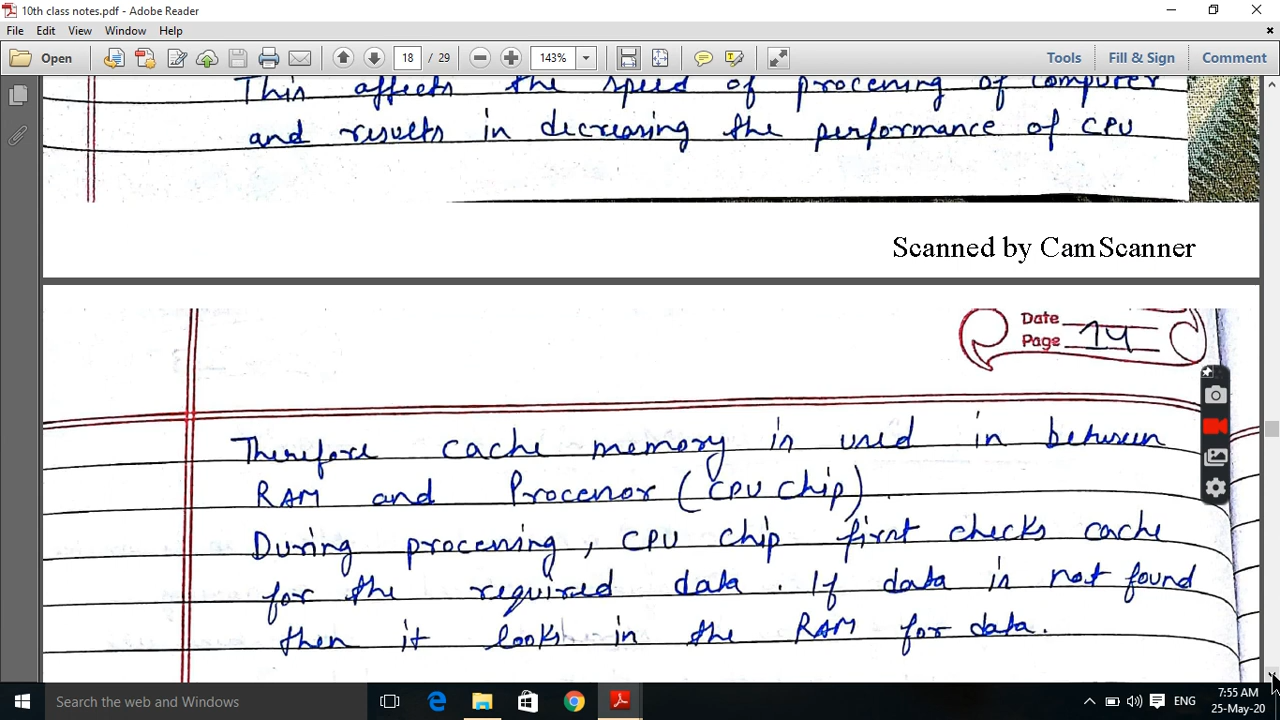 10th class notes.pdf - Adobe Reader
File Edit View Window Help
Open 18 / 29 143% Tools Fill & Sign Comment
This affects the speed of processing of computer
and results in decreasing the performance of CPU
Scanned by CamScanner
Date
Page 14
Therefore cache memory is used in between
RAM and Processor (CPU chip).
During processing, CPU chip first checks cache
for the required data. If data is not found
then it looks in the RAM for data.
Search the web and Windows
ENG
7:55 AM
25-May-20